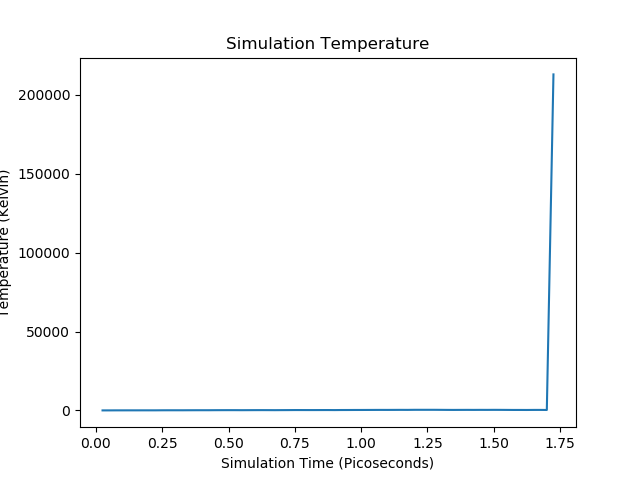 Simulation Temperature
200000
150000
100000
50000
0
Temperature (Kelvin)
0.00 0.25 0.50 0.75 1.00 1.25 1.50 1.75
Simulation Time (Picoseconds)